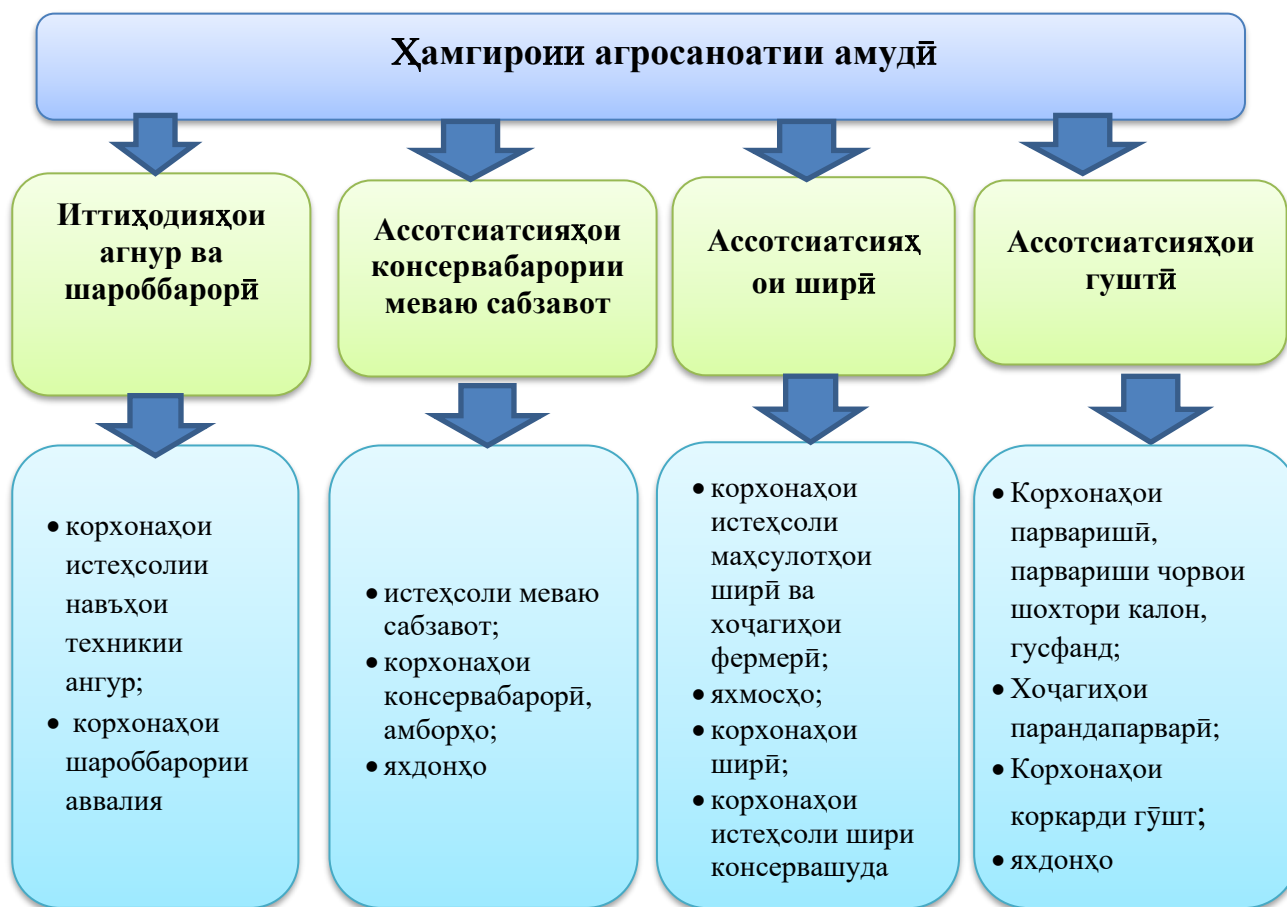 Ҳамгироии агросаноатии амудӣ
Иттиҳодияҳои
агнур ва
шароббарорӣ
Ассотсиатсияҳои
консервабарории
меваю сабзавот
Ассотсиатсияҳ
ои ширӣ
Ассотсиатсияҳои
гуштӣ
• корхонаҳои
истеҳсолии
навъҳои
техникии
ангур;
• корхонаҳои
шароббарории
аввалия
• истеҳсоли меваю
сабзавот;
• корхонаҳои
консервабарорӣ,
амборҳо;
• яхдонҳо
• корхонаҳои
истеҳсоли
маҳсулотҳои
ширӣ ва
хоҷагиҳои
фермерӣ;
• яхмосҳо;
• корхонаҳои
ширӣ;
• корхонаҳои
истеҳсоли шири
консервашуда
• Корхонаҳои
парваришӣ,
парвариши чорвои
шохтори калон,
гусфанд;
• Хоҷагиҳои
парандапарварӣ;
• Корхонаҳои
коркарди гӯшт;
• яхдонҳо